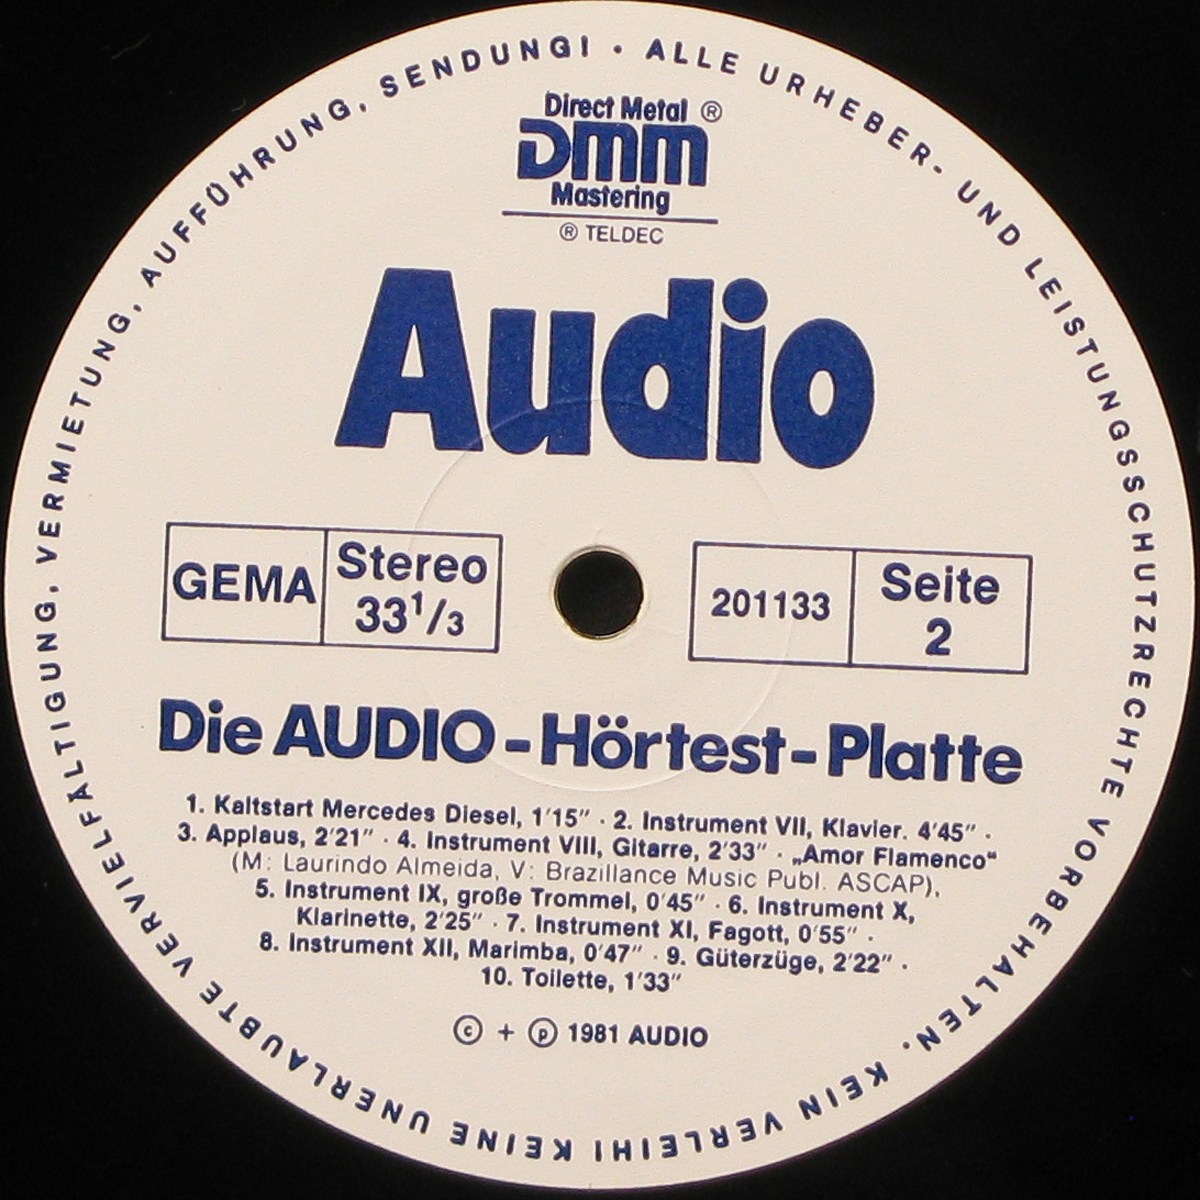 Direct Metal ®
DMM
Mastering
® TELDEC
Audio
GEMA
Stereo
33 1/3
201133
Seite
2
Die AUDIO-Hörtest-Platte
1. Kaltstart Mercedes Diesel, 1'15" · 2. Instrument VII, Klavier. 4'45" ·
3. Applaus, 2'21" · 4. Instrument VIII, Gitarre, 2'33" · „Amor Flamenco“
(M: Laurindo Almeida, V: Brazillance Music Publ. ASCAP),
5. Instrument IX, große Trommel, 0'45" · 6. Instrument X,
Klarinette, 2'25" · 7. Instrument XI, Fagott, 0'55" ·
8. Instrument XII, Marimba, 0'47" · 9. Güterzüge, 2'22" ·
10. Toilette, 1'33"
© + ℗ 1981 AUDIO
ALLE URHEBER- UND LEISTUNGSSCHUTZRECHTE VORBEHALTEN. KEIN VERLEIH! KEINE UNERLAUBTE VERVIELFÄLTIGUNG, VERMIETUNG, AUFFÜHRUNG, SENDUNG! ·